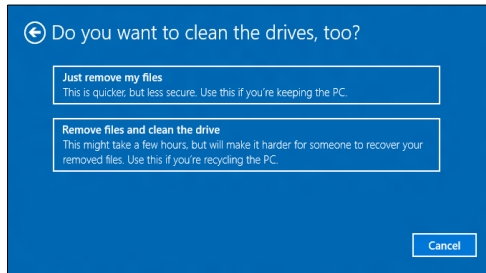 Do you want to clean the drives, too?
Just remove my files
This is quicker, but less secure. Use this if you're keeping the PC.
Remove files and clean the drive
This might take a few hours, but will make it harder for someone to recover your
removed files. Use this if you're recycling the PC.
Cancel